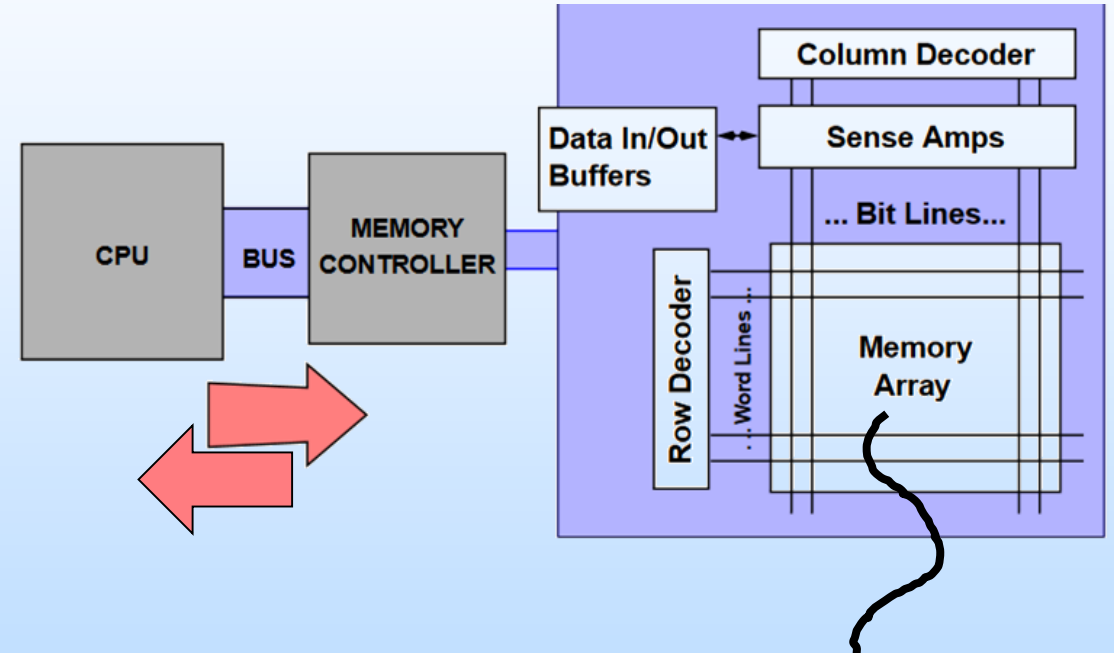 Column Decoder
Data In/Out
Buffers
Sense Amps
... Bit Lines...
CPU
BUS
MEMORY
CONTROLLER
Row Decoder
...Word Lines ...
Memory
Array